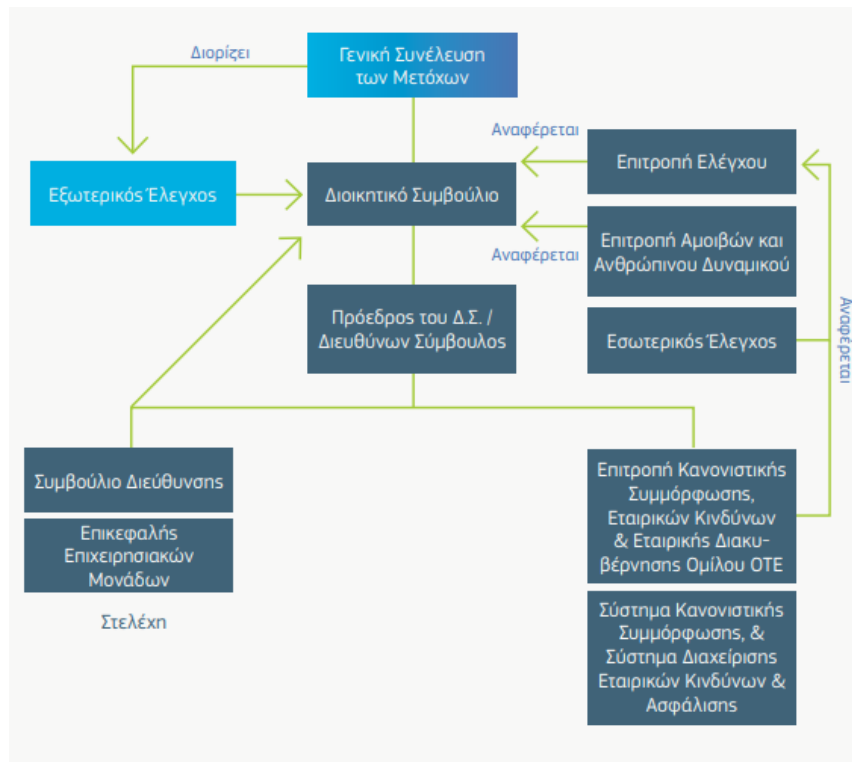 Διορίζει
Γενική Συνέλευση
των Μετόχων
Αναφέρεται
Επιτροπή Ελέγχου
Εξωτερικός Έλεγχος
Διοικητικό Συμβούλιο
Αναφέρεται
Επιτροπή Αμοιβών και
Ανθρώπινου Δυναμικού
Πρόεδρος του Δ.Σ. /
Διευθύνων Σύμβουλος
Εσωτερικός Έλεγχος
Αναφέρεται
Συμβούλιο Διεύθυνσης
Επικεφαλής
Επιχειρησιακών
Μονάδων
Στελέχη
Επιτροπή Κανονιστικής
Συμμόρφωσης,
Εταιρικών Κινδύνων
& Εταιρικής Διακυ-
βέρνησης Ομίλου ΟΤΕ
Σύστημα Κανονιστικής
Συμμόρφωσης, &
Σύστημα Διαχείρισης
Εταιρικών Κινδύνων &
Ασφάλισης